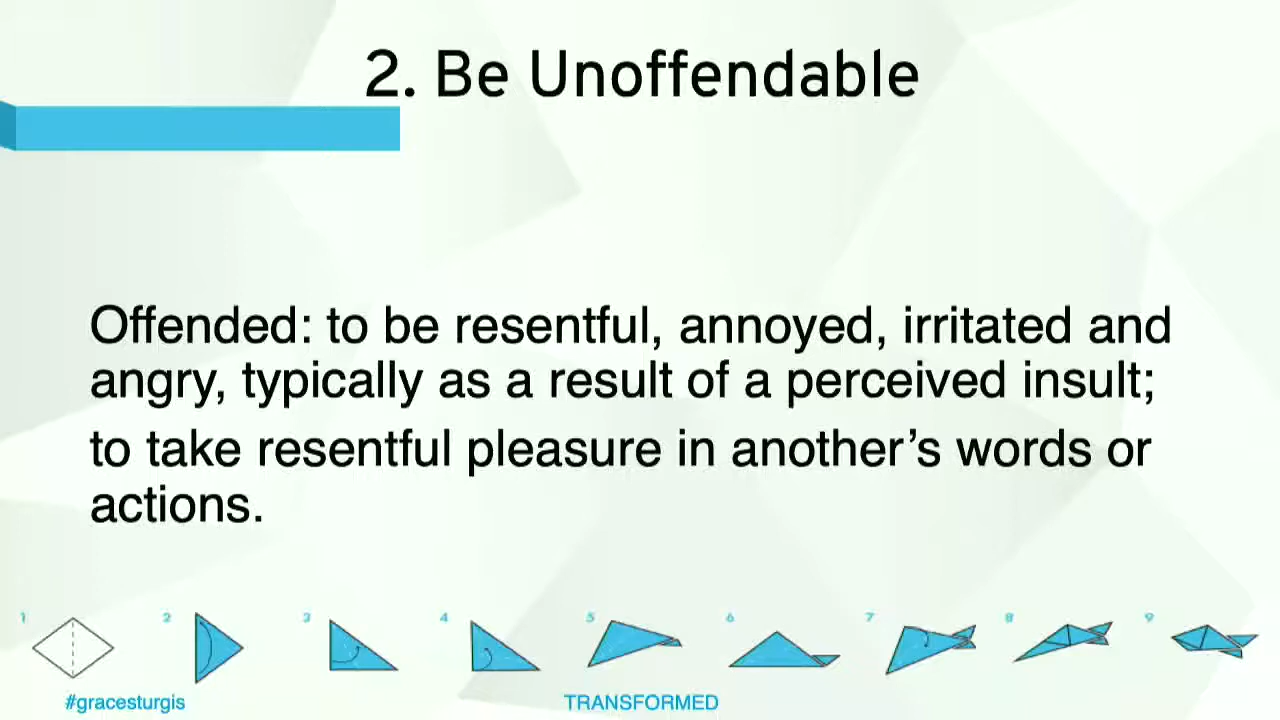 2. Be Unoffendable
Offended: to be resentful, annoyed, irritated and
angry, typically as a result of a perceived insult;
to take resentful pleasure in another’s words or
actions.
1 2 3 4 5 6 7 8 9
#gracesturgis TRANSFORMED